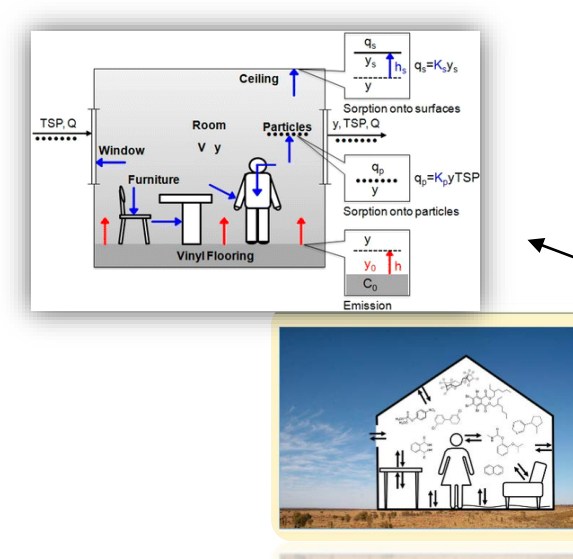 qs
ys
hs
y
qs=Ksys
Sorption onto surfaces
Ceiling
TSP, Q
Room
V y
Particles
y, TSP, Q
Window
Furniture
qp
y
qp=KpyTSP
Sorption onto particles
Vinyl Flooring
y
y0
h
C0
Emission